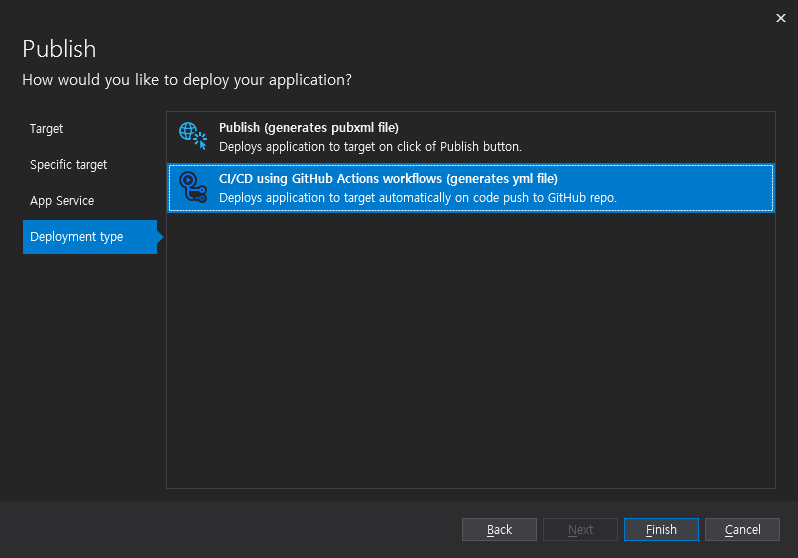 Publish
How would you like to deploy your application?
Target
Specific target
App Service
Deployment type
Publish (generates pubxml file)
Deploys application to target on click of Publish button.
CI/CD using GitHub Actions workflows (generates yml file)
Deploys application to target automatically on code push to GitHub repo.
Back
Next
Finish
Cancel